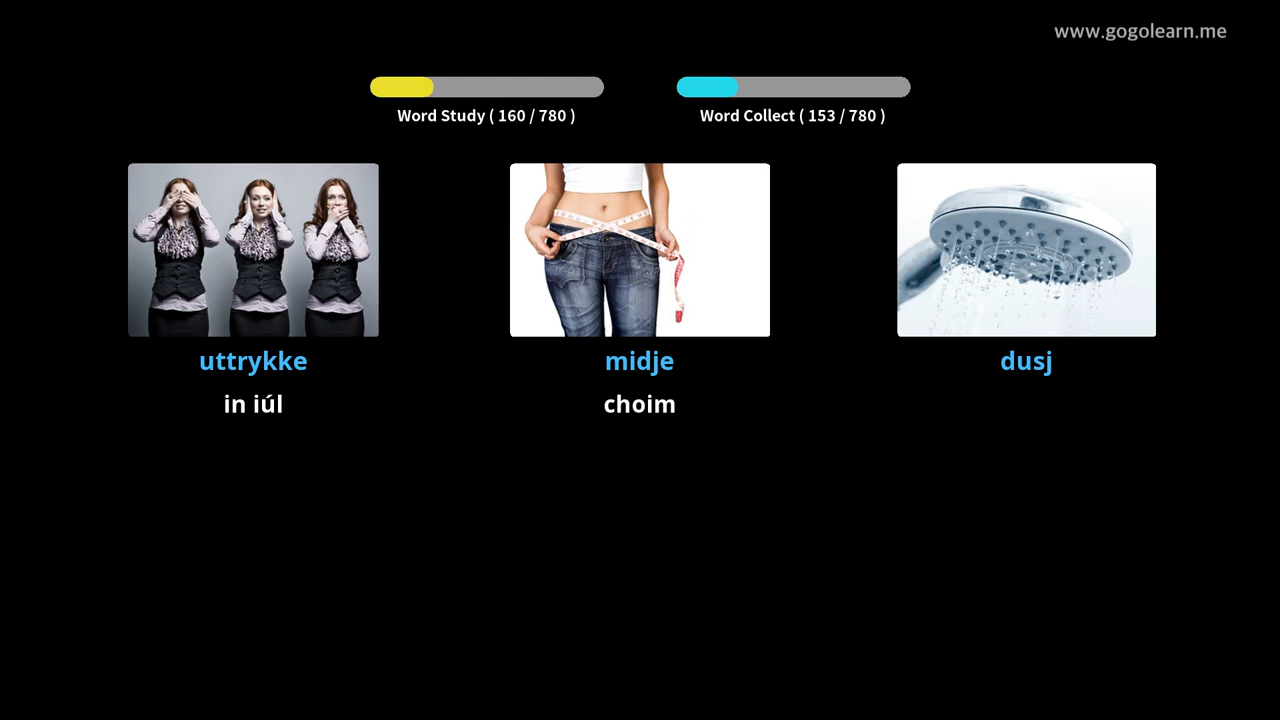 www.gogolearn.me
Word Study ( 160 / 780 )
Word Collect ( 153 / 780 )
uttrykke
midje
dusj
in iúl
choim